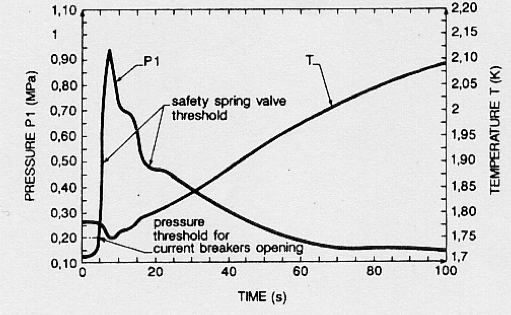 1,10
1
0,90
0,80
0,70
0,60
0,50
0,40
0,30
0,20
0,10
PRESSURE P1 (MPa)
P1
T
safety spring valve
threshold
pressure
threshold for
current breakers opening
2,20
2,15
2,10
2,05
2
1,95
1,90
1,85
1,80
1,75
1,7
TEMPERATURE T (K)
0
20
40
60
80
100
TIME (s)